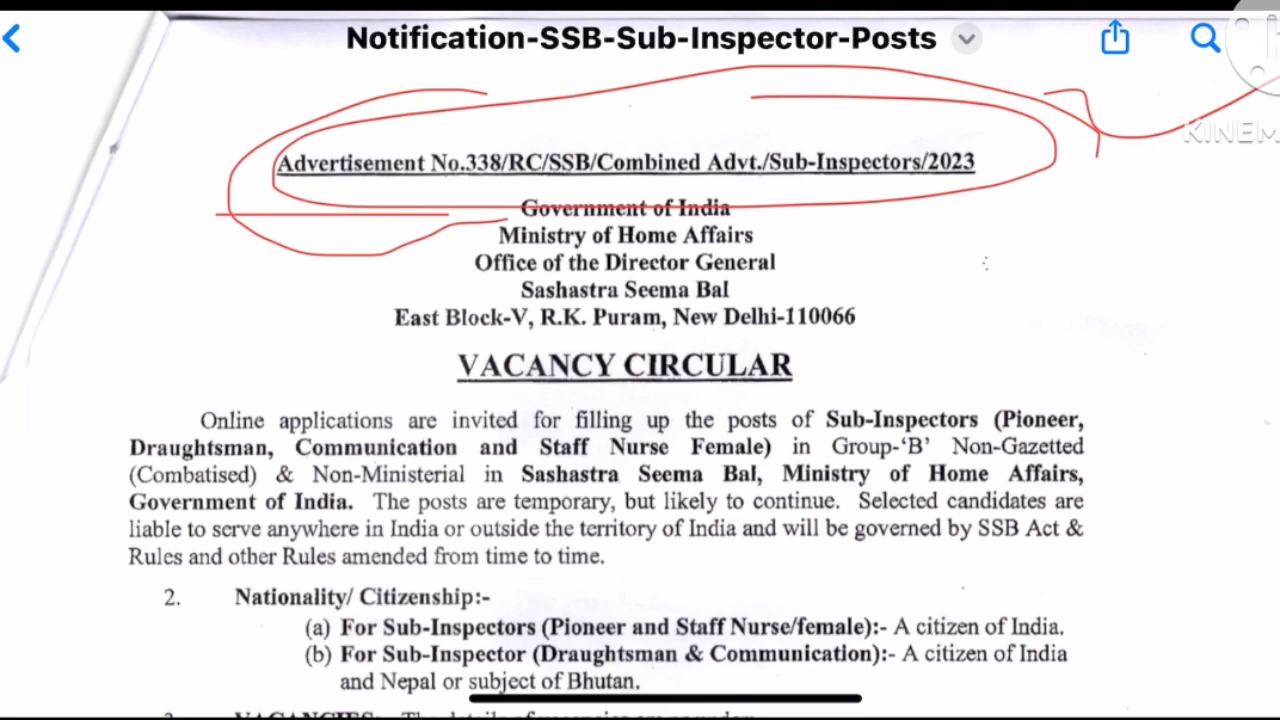 Notification-SSB-Sub-Inspector-Posts
KINEM
Advertisement No.338/RC/SSB/Combined Advt./Sub-Inspectors/2023
Government of India
Ministry of Home Affairs
Office of the Director General
Sashastra Seema Bal
East Block-V, R.K. Puram, New Delhi-110066
VACANCY CIRCULAR
Online applications are invited for filling up the posts of Sub-Inspectors (Pioneer,
Draughtsman, Communication and Staff Nurse Female) in Group-‘B’ Non-Gazetted
(Combatised) & Non-Ministerial in Sashastra Seema Bal, Ministry of Home Affairs,
Government of India. The posts are temporary, but likely to continue. Selected candidates are
liable to serve anywhere in India or outside the territory of India and will be governed by SSB Act &
Rules and other Rules amended from time to time.
2. Nationality/ Citizenship:-
(a) For Sub-Inspectors (Pioneer and Staff Nurse/female):- A citizen of India.
(b) For Sub-Inspector (Draughtsman & Communication):- A citizen of India
and Nepal or subject of Bhutan.